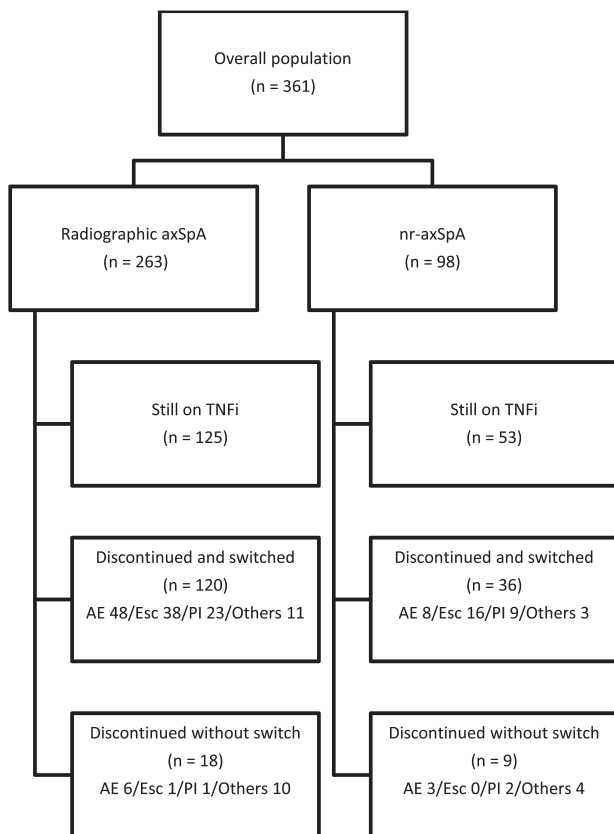 Overall population
(n = 361)
Radiographic axSpA
(n = 263)
nr-axSpA
(n = 98)
Still on TNFi
(n = 125)
Still on TNFi
(n = 53)
Discontinued and switched
(n = 120)
AE 48/Esc 38/PI 23/Others 11
Discontinued and switched
(n = 36)
AE 8/Esc 16/PI 9/Others 3
Discontinued without switch
(n = 18)
AE 6/Esc 1/PI 1/Others 10
Discontinued without switch
(n = 9)
AE 3/Esc 0/PI 2/Others 4